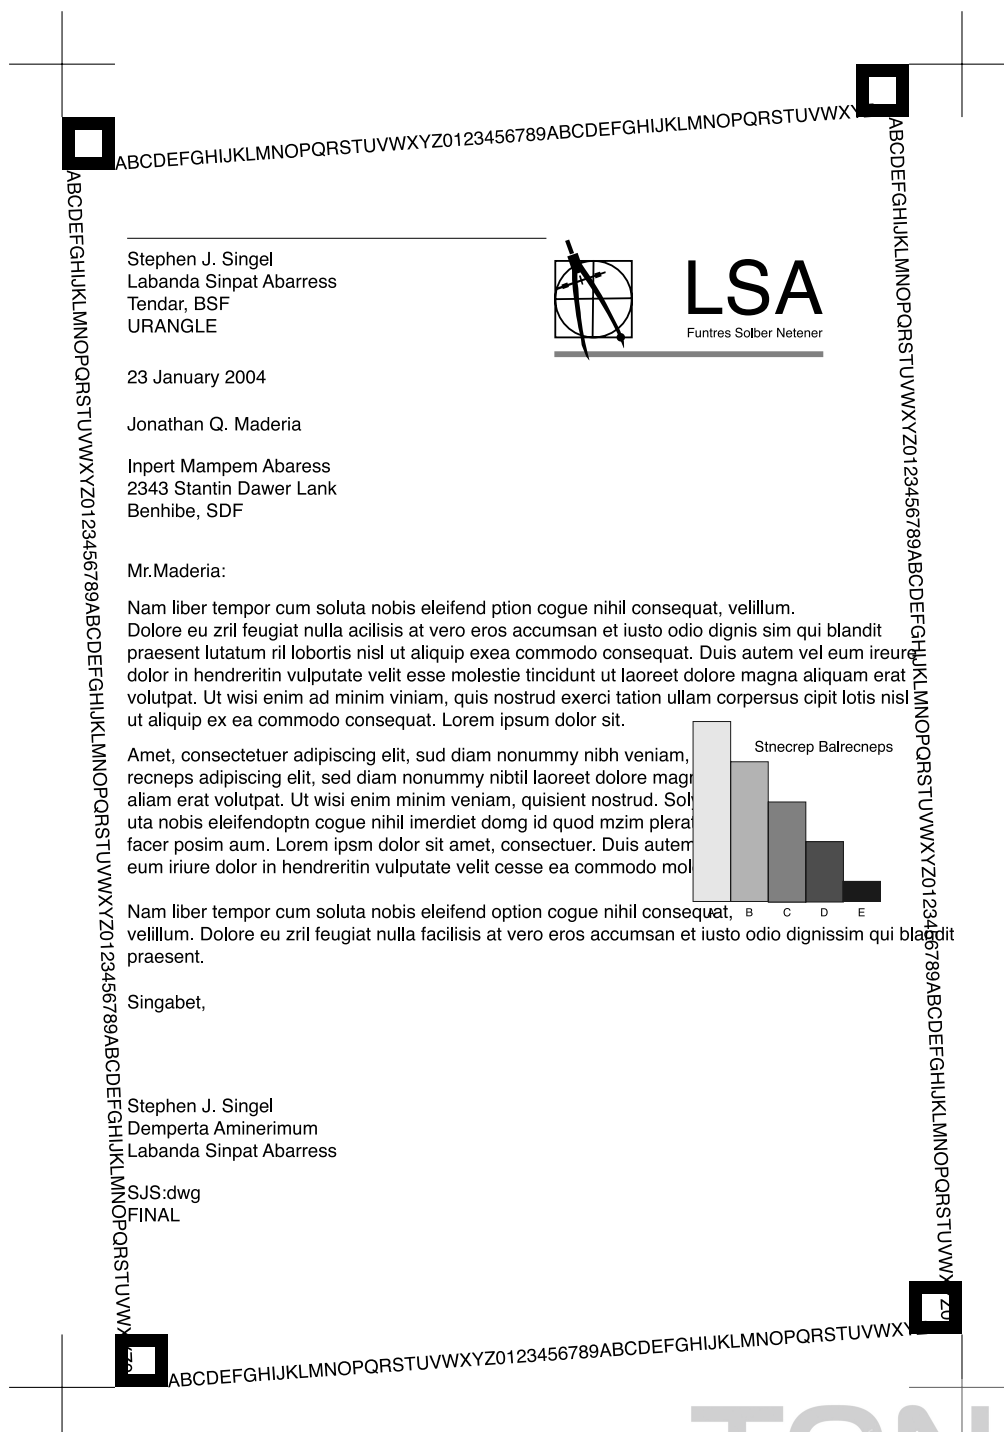 ABCDEFGHIJKLMNOPQRSTUVWXYZ0123456789ABCDEFGHIJKLMNOPQRSTUVWXY
ABCDEFGHIJKLMNOPQRSTUVWXYZ0123456789ABCDEFGHIJKLMNOPQRSTUVWXYZ0123456789ABCDEFGHIJKLMNOPQRSTUVWX
ABCDEFGHIJKLMNOPQRSTUVWXYZ0123456789ABCDEFGHIJKLMNOPQRSTUVWXYZ0123456789ABCDEFGHIJKLMNOPQRSTUVWX
Stephen J. Singel
Labanda Sinpat Abarress
Tendar, BSF
URANGLE
LSA
Funtres Solber Netener
23 January 2004
Jonathan Q. Maderia
Inpert Mampem Abaress
2343 Stantin Dawer Lank
Benhibe, SDF
Mr.Maderia:
Nam liber tempor cum soluta nobis eleifend ption cogue nihil consequat, velillum.
Dolore eu zril feugiat nulla acilisis at vero eros accumsan et iusto odio dignis sim qui blandit
praesent lutatum ril lobortis nisl ut aliquip exea commodo consequat. Duis autem vel eum ireure
dolor in hendreritin vulputate velit esse molestie tincidunt ut laoreet dolore magna aliquam erat
volutpat. Ut wisi enim ad minim viniam, quis nostrud exerci tation ullam corpersus cipit lotis nisl
ut aliquip ex ea commodo consequat. Lorem ipsum dolor sit.
Amet, consectetuer adipiscing elit, sud diam nonummy nibh veniam,
recneps adipiscing elit, sed diam nonummy nibtil laoreet dolore magn
aliam erat volutpat. Ut wisi enim minim veniam, quisient nostrud. Solv
uta nobis eleifendoptn cogue nihil imerdiet domg id quod mzim plerat
facer posim aum. Lorem ipsm dolor sit amet, consectuer. Duis autem
eum iriure dolor in hendreritin vulputate velit cesse ea commodo mol
Stnecrep Balrecneps
A B C D E
Nam liber tempor cum soluta nobis eleifend option cogue nihil consequat,
velillum. Dolore eu zril feugiat nulla facilisis at vero eros accumsan et iusto odio dignissim qui blandit
praesent.
Singabet,
Stephen J. Singel
Demperta Aminerimum
Labanda Sinpat Abarress
SJS:dwg
FINAL
ABCDEFGHIJKLMNOPQRSTUVWXYZ0123456789ABCDEFGHIJKLMNOPQRSTUVWXY